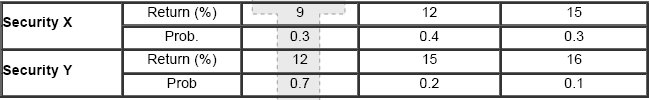 Security X Return (%) 9 12 15
Prob. 0.3 0.4 0.3
Security Y Return (%) 12 15 16
Prob 0.7 0.2 0.1